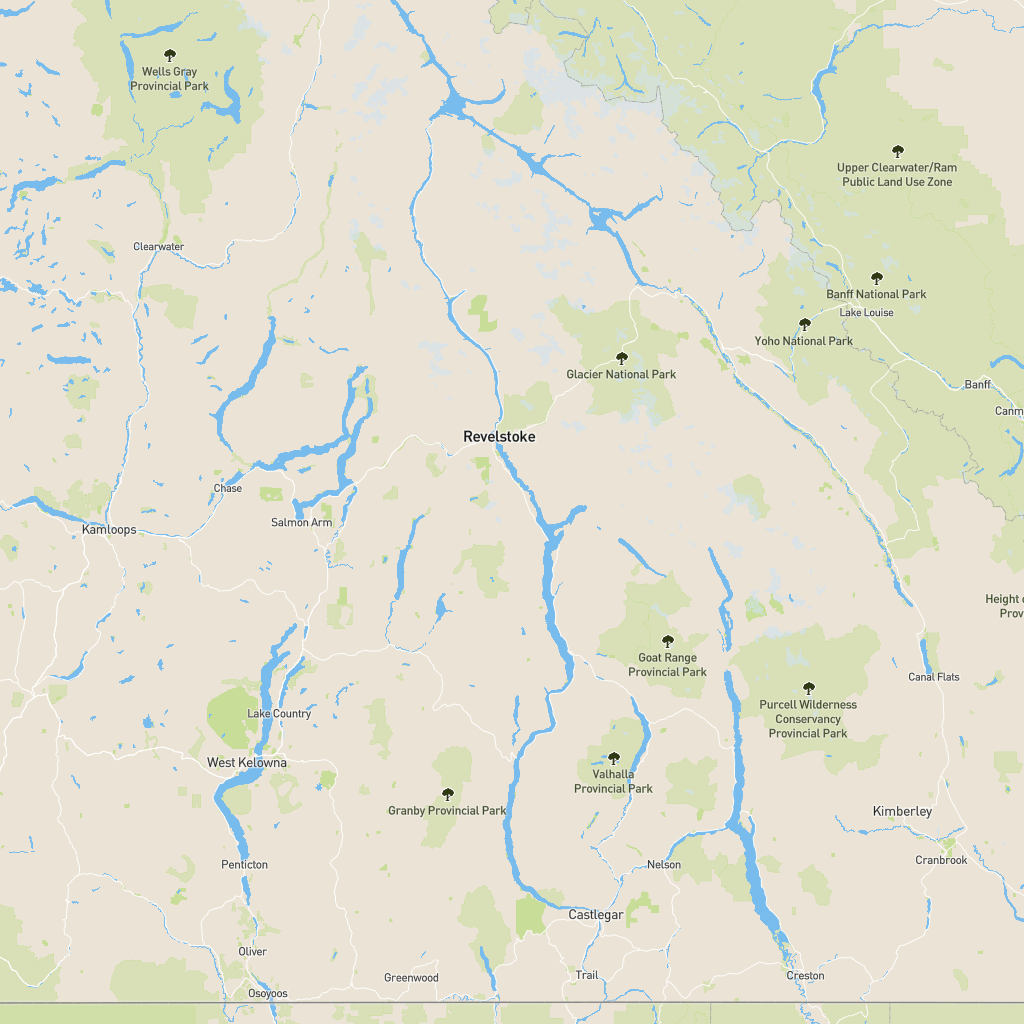 Wells Gray
Provincial Park
Upper Clearwater/Ram
Public Land Use Zone
Clearwater
Banff National Park
Lake Louise
Yoho National Park
Glacier National Park
Banff
Canm
Revelstoke
Chase
Salmon Arm
Kamloops
Height
Provi
Goat Range
Provincial Park
Canal Flats
Purcell Wilderness
Conservancy
Provincial Park
Lake Country
West Kelowna
Valhalla
Provincial Park
Granby Provincial Park
Kimberley
Penticton
Nelson
Cranbrook
Castlegar
Oliver
Greenwood
Trail
Creston
Osoyoos